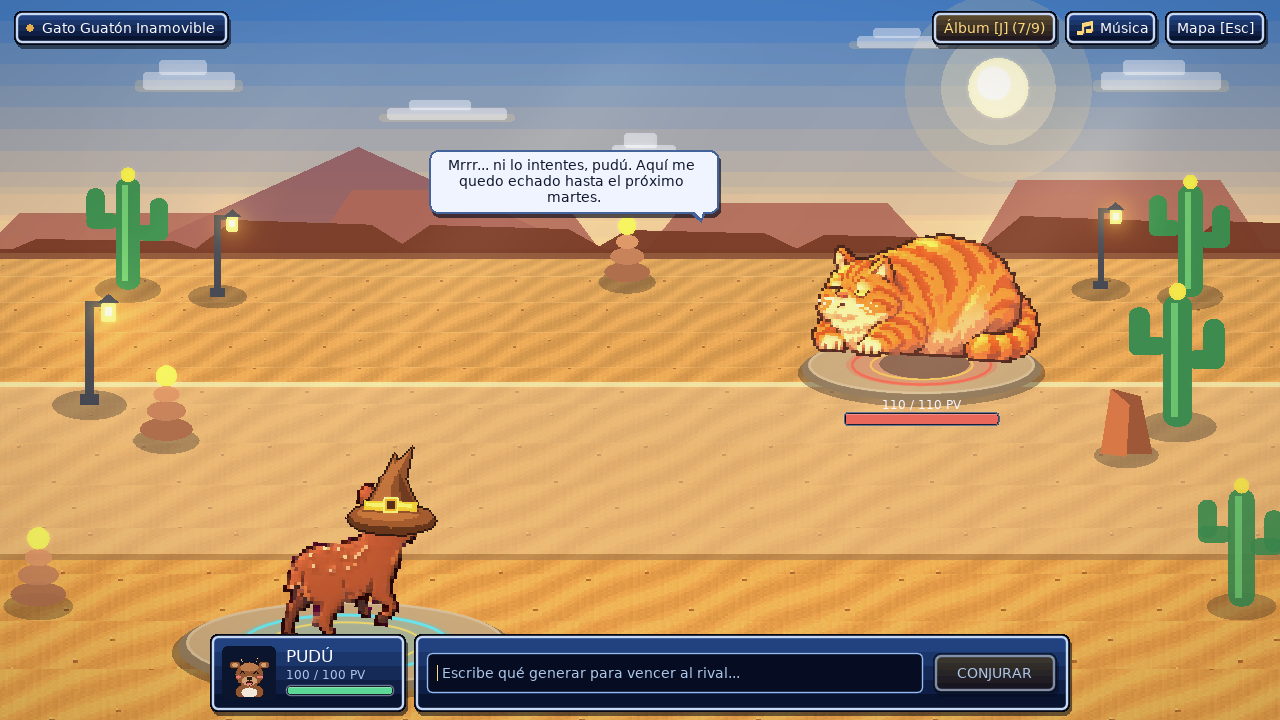 Gato Guatón Inamovible
Álbum [J] (7/9)
Música
Mapa [Esc]
Mrrr... ni lo intentes, pudú. Aquí me
quedo echado hasta el próximo
martes.
110 / 110 PV
PUDÚ
100 / 100 PV
Escribe qué generar para vencer al rival...
CONJURAR